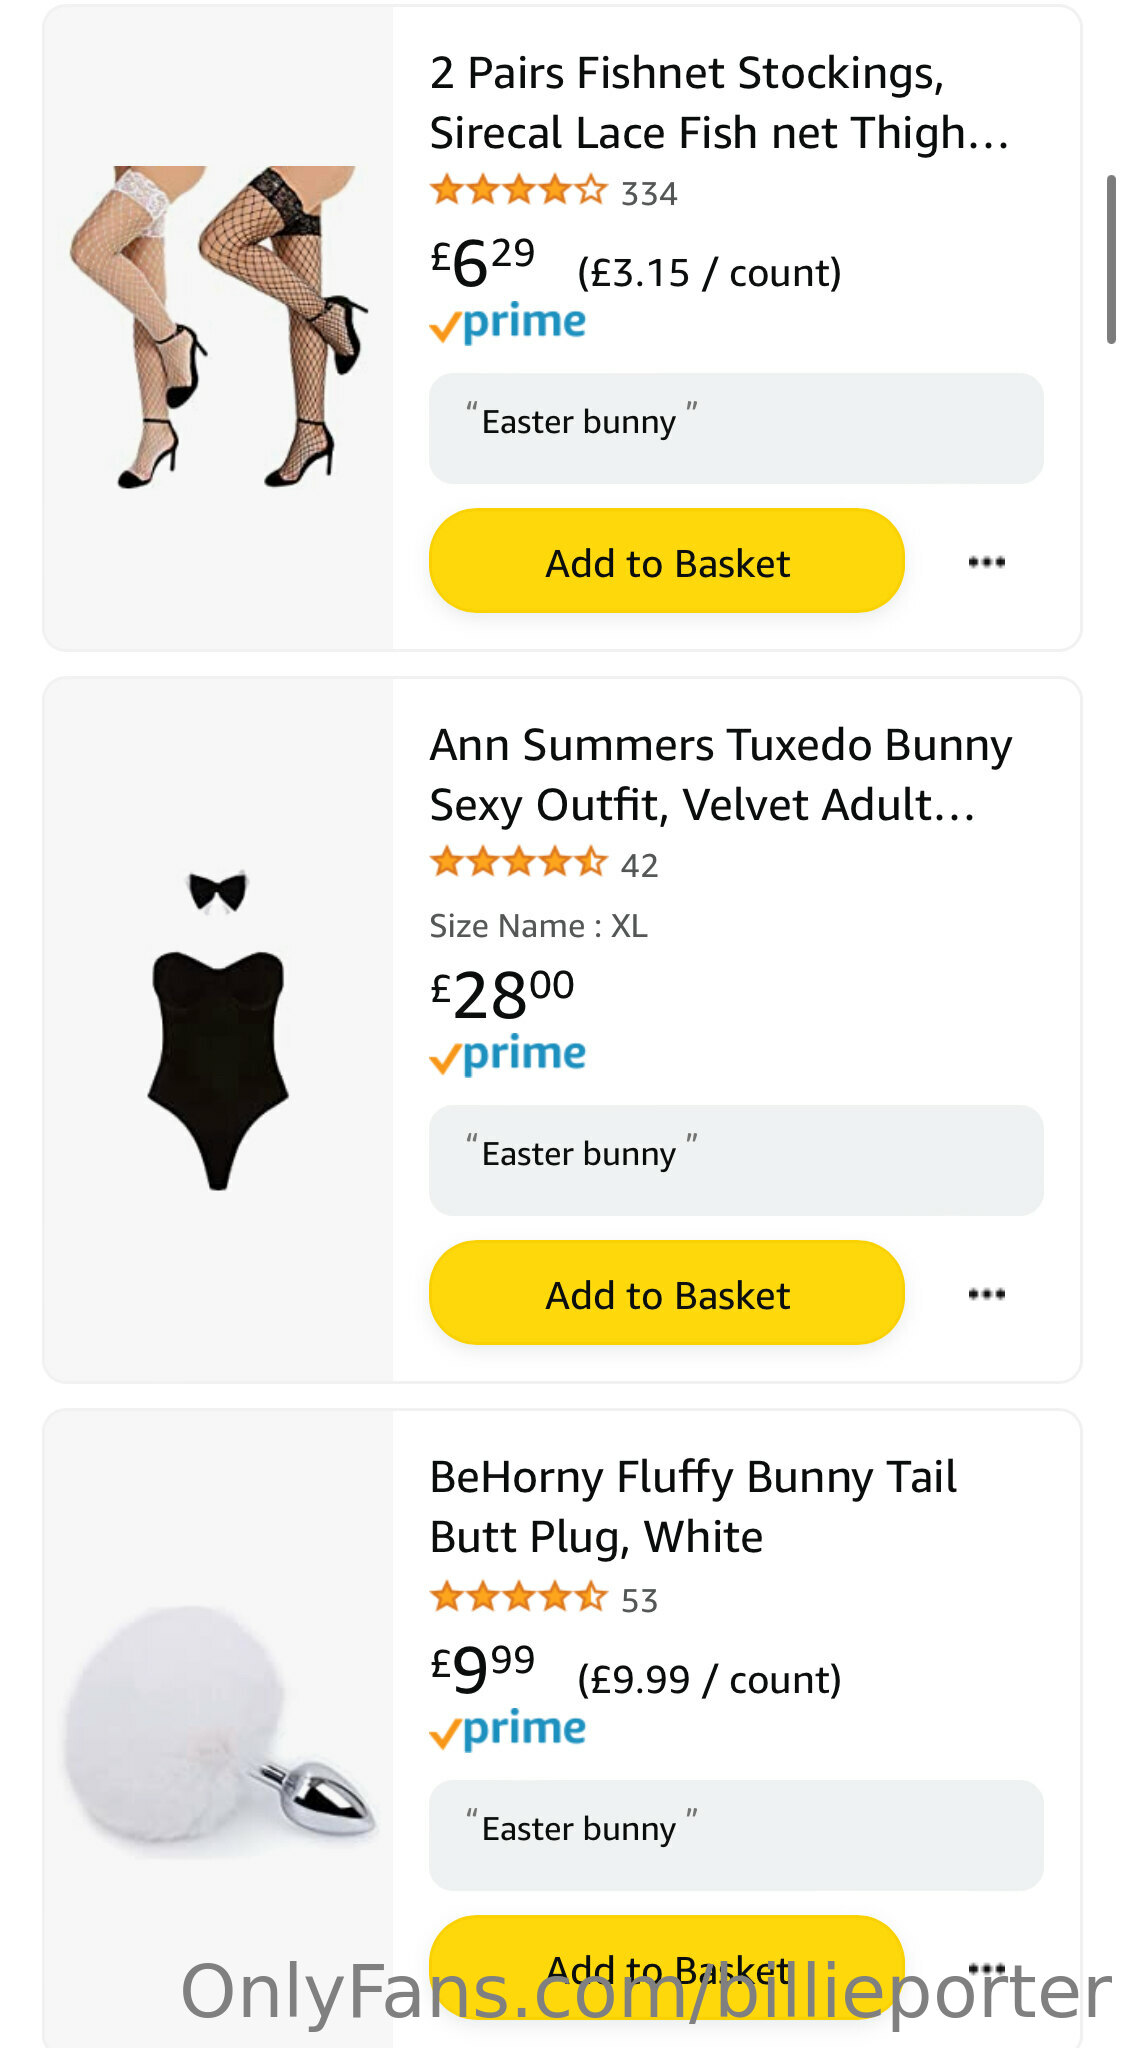 2 Pairs Fishnet Stockings,
Sirecal Lace Fish net Thigh...
334
£6 29 (£3.15 / count)
prime
“Easter bunny ”
Add to Basket
Ann Summers Tuxedo Bunny
Sexy Outfit, Velvet Adult...
42
Size Name : XL
£28 00
prime
“Easter bunny ”
Add to Basket
BeHorny Fluffy Bunny Tail
Butt Plug, White
53
£9 99 (£9.99 / count)
prime
“Easter bunny ”
Add to Basket
OnlyFans.com/billieporter